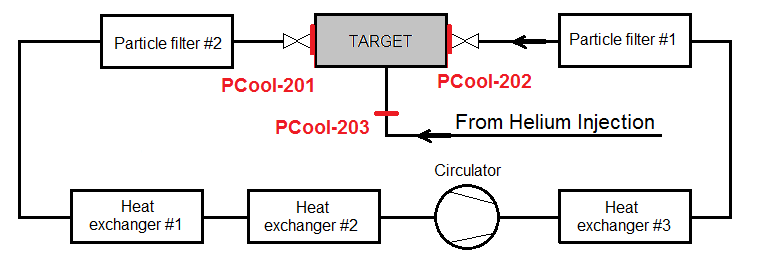 Particle filter #2
TARGET
Particle filter #1
PCool-201
PCool-202
PCool-203
From Helium Injection
Circulator
Heat
exchanger #1
Heat
exchanger #2
Heat
exchanger #3